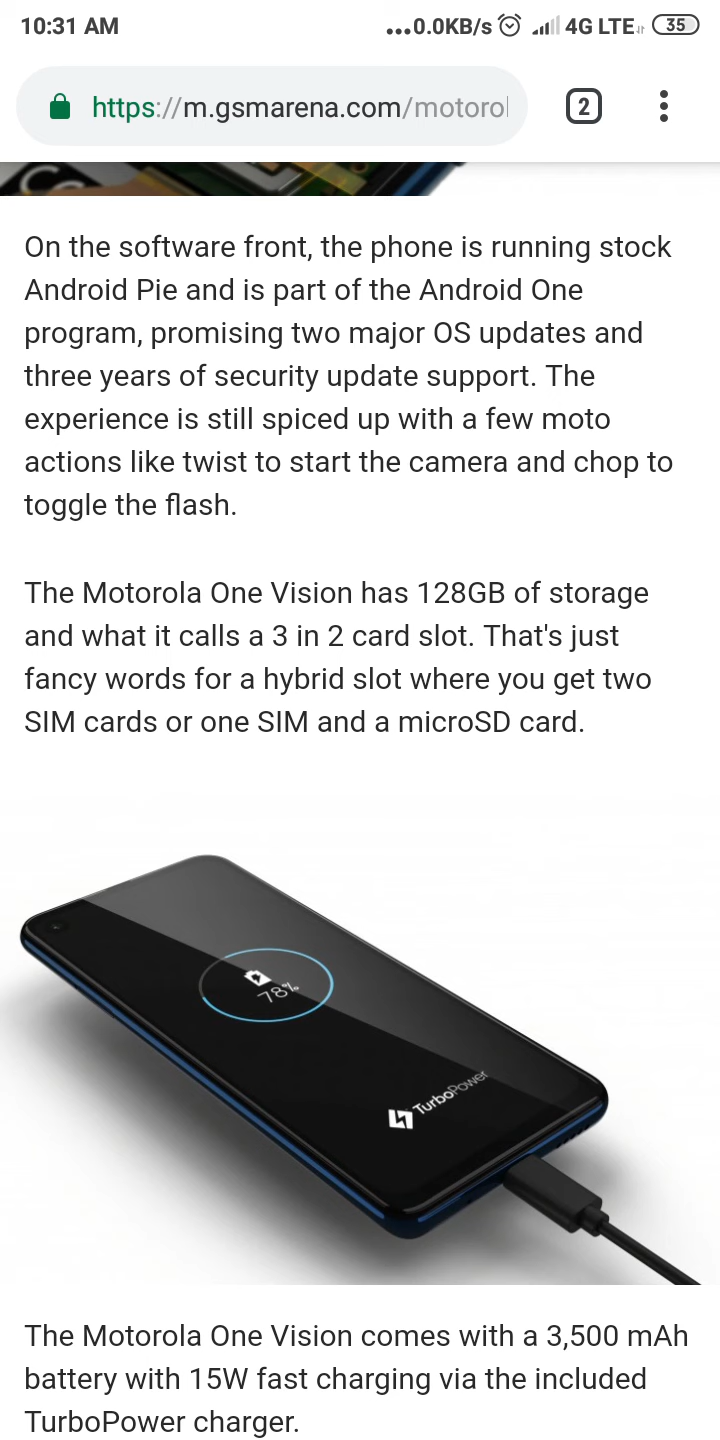 10:31 AM
...0.0KB/s 4G LTE 35
https://m.gsmarena.com/motorol
2
On the software front, the phone is running stock
Android Pie and is part of the Android One
program, promising two major OS updates and
three years of security update support. The
experience is still spiced up with a few moto
actions like twist to start the camera and chop to
toggle the flash.
The Motorola One Vision has 128GB of storage
and what it calls a 3 in 2 card slot. That's just
fancy words for a hybrid slot where you get two
SIM cards or one SIM and a microSD card.
78%
TurboPower
The Motorola One Vision comes with a 3,500 mAh
battery with 15W fast charging via the included
TurboPower charger.